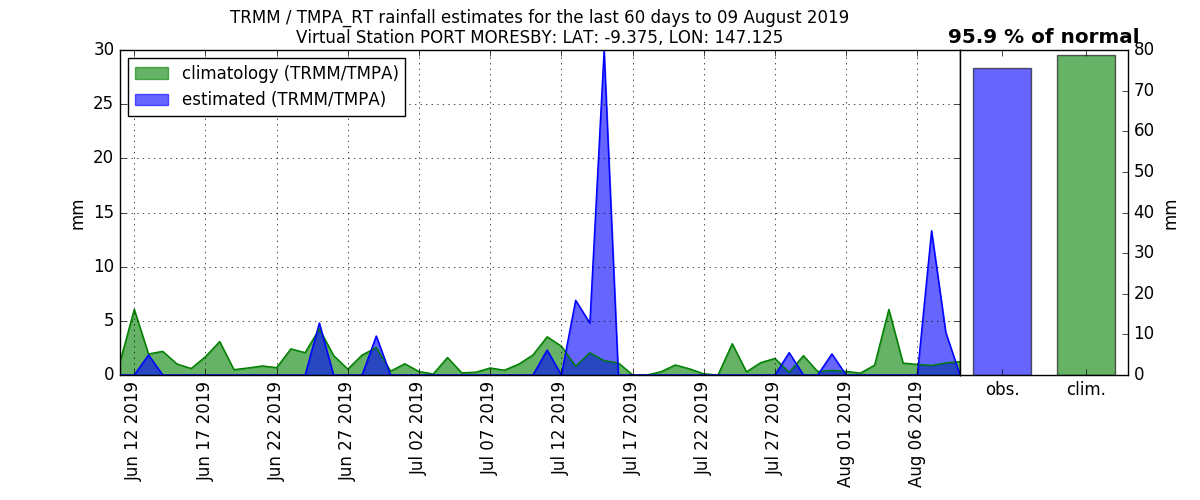 TRMM / TMPA_RT rainfall estimates for the last 60 days to 09 August 2019
Virtual Station PORT MORESBY: LAT: -9.375, LON: 147.125
95.9 % of normal
climatology (TRMM/TMPA)
estimated (TRMM/TMPA)
30
25
20
15
10
5
0
mm
Jun 12 2019
Jun 17 2019
Jun 22 2019
Jun 27 2019
Jul 02 2019
Jul 07 2019
Jul 12 2019
Jul 17 2019
Jul 22 2019
Jul 27 2019
Aug 01 2019
Aug 06 2019
obs.
clim.
80
70
60
50
40
30
20
10
0
mm